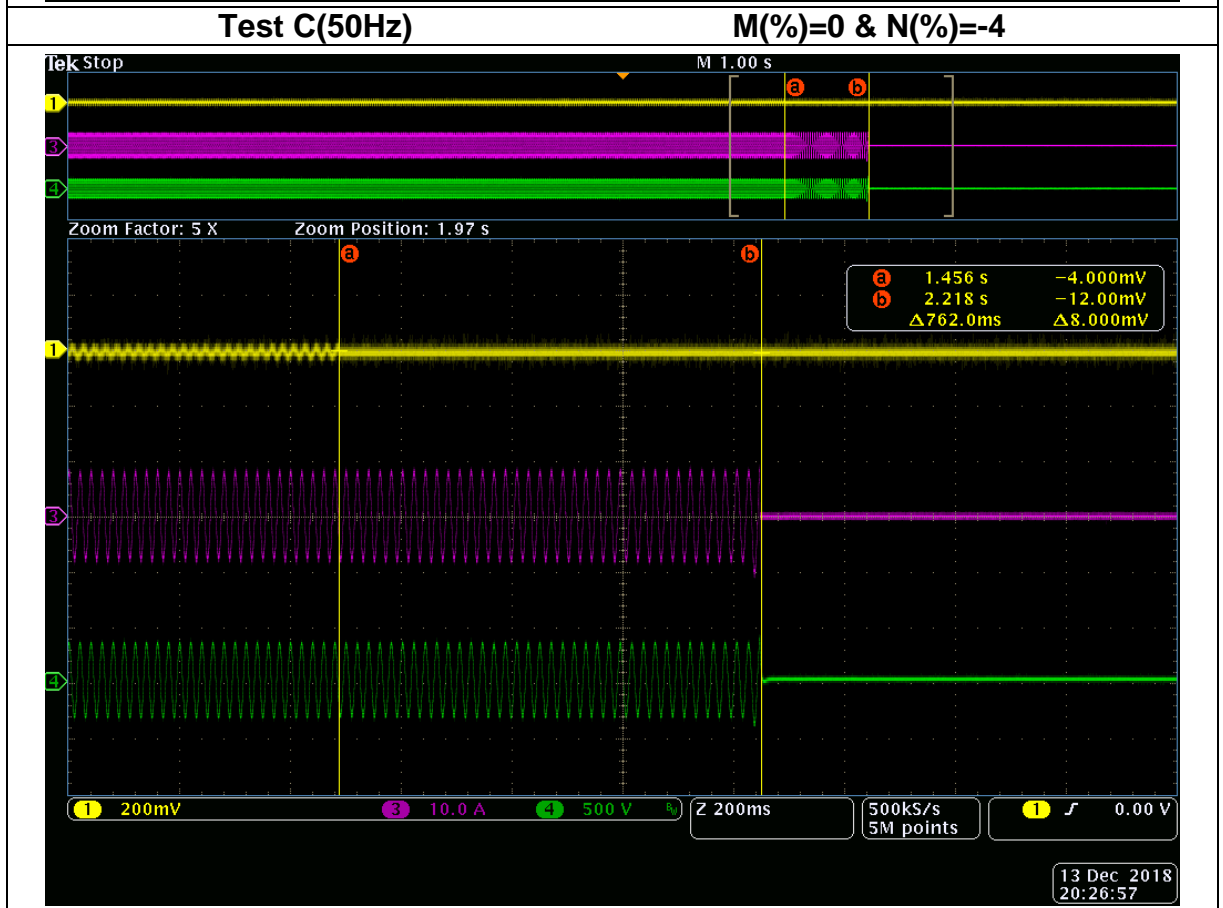 Test C(50Hz) M(%)=0 & N(%)=-4
Tek Stop M 1.00 s
a b
1
3
4
Zoom Factor: 5 X Zoom Position: 1.97 s
a b
a 1.456 s −4.000mV
b 2.218 s −12.00mV
Δ762.0ms Δ8.000mV
1
3
4
1 200mV 3 10.0 A 4 500 V BW Z 200ms 500kS/s 1 0.00 V
5M points
13 Dec 2018
20:26:57